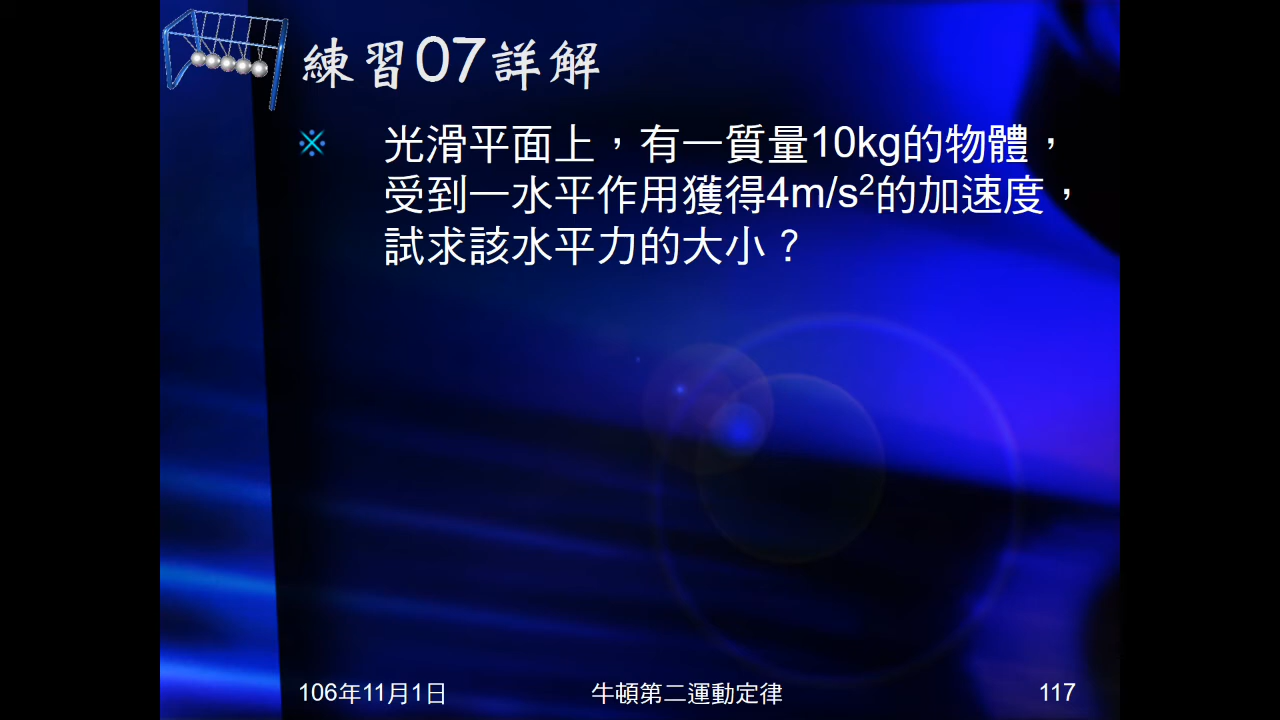 練習07詳解
※ 光滑平面上，有一質量10kg的物體，
受到一水平作用獲得4m/s²的加速度，
試求該水平力的大小？
106年11月1日
牛頓第二運動定律
117